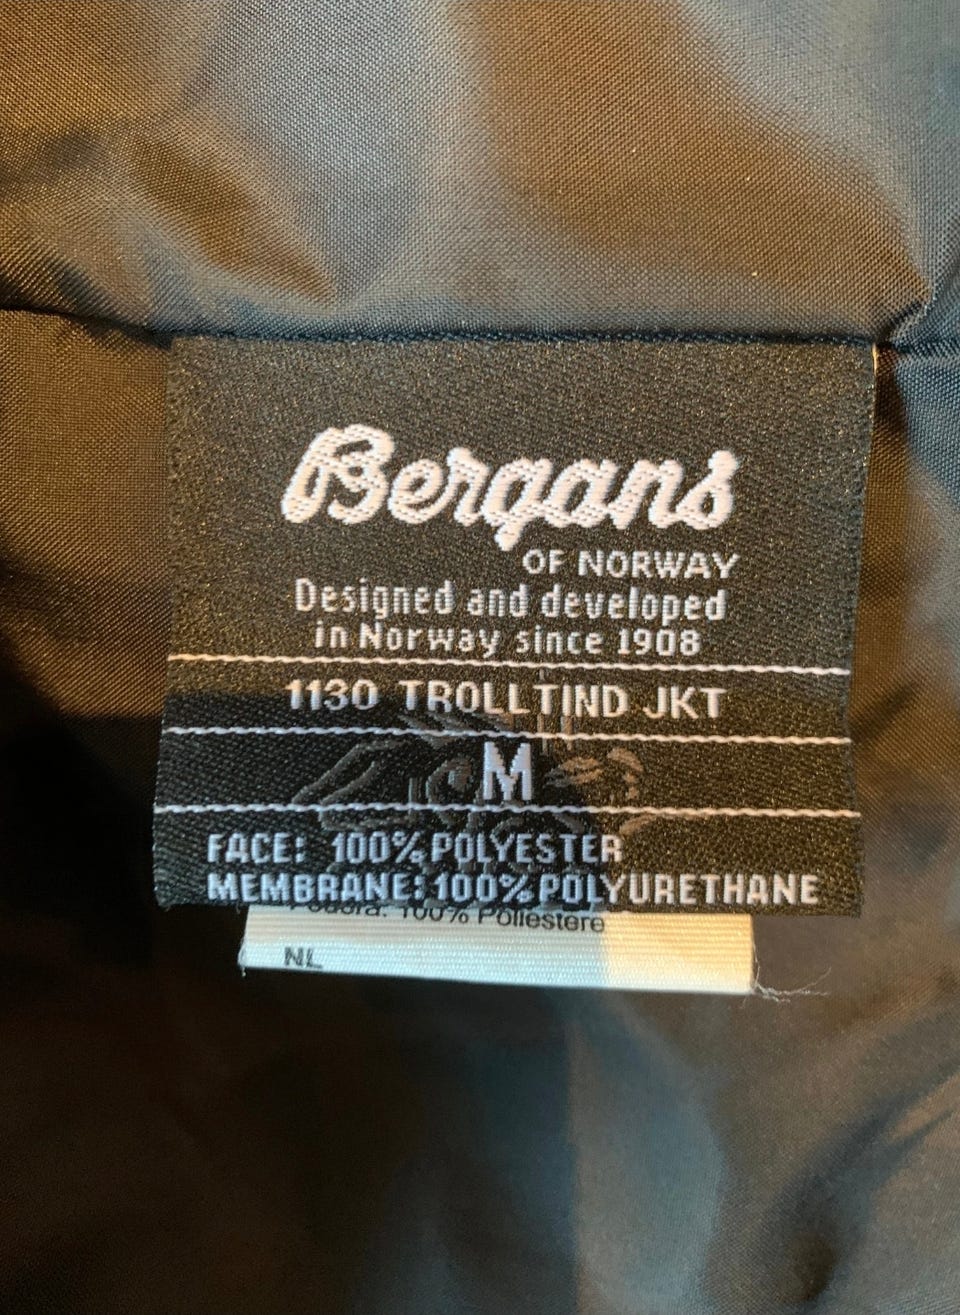 Bergans
OF NORWAY
Designed and developed
in Norway since 1908
1130 TROLLTIND JKT
M
FACE: 100% POLYESTER
MEMBRANE: 100% POLYURETHANE
100% Poliestere
NL